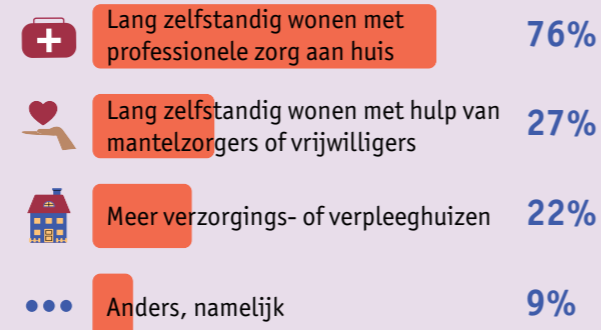 Lang zelfstandig wonen met
professionele zorg aan huis
76%
Lang zelfstandig wonen met hulp van
mantelzorgers of vrijwilligers
27%
Meer verzorgings- of verpleeghuizen
22%
Anders, namelijk
9%